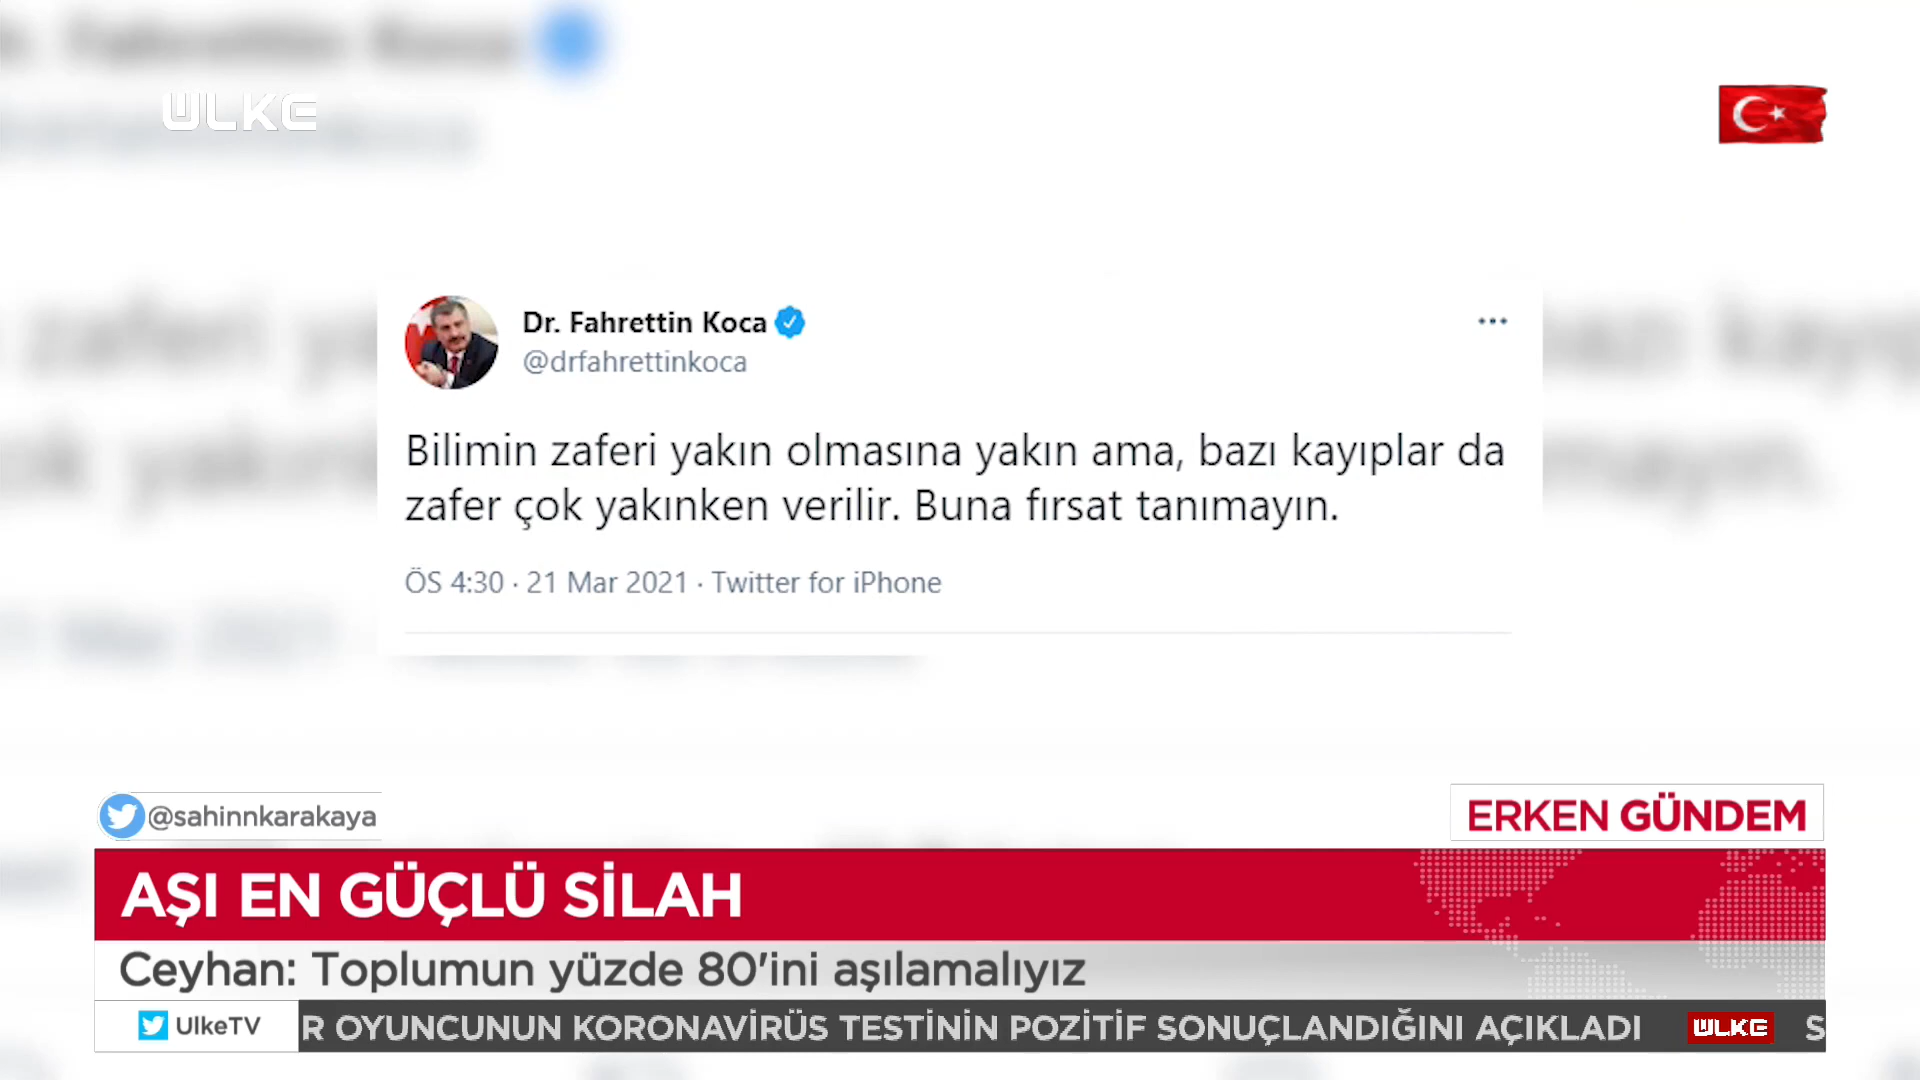 ULKE
Dr. Fahrettin Koca
@drfahrettinkoca
Bilimin zaferi yakın olmasına yakın ama, bazı kayıplar da
zafer çok yakınken verilir. Buna fırsat tanımayın.
ÖS 4:30 · 21 Mar 2021 · Twitter for iPhone
@sahinnkarakaya
ERKEN GÜNDEM
AŞI EN GÜÇLÜ SİLAH
Ceyhan: Toplumun yüzde 80'ini aşılamalıyız
UlkeTV
R OYUNCUNUN KORONAVİRÜS TESTİNİN POZİTİF SONUÇLANDIĞINI AÇIKLADI ULKE S